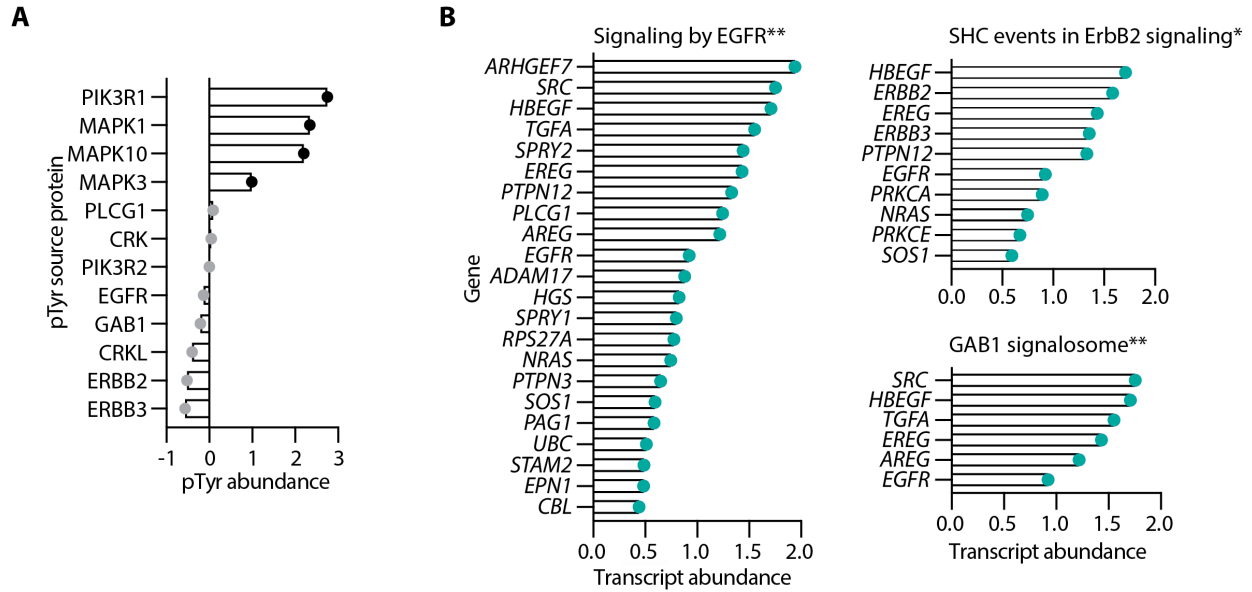 A
pTyr source protein
PIK3R1
MAPK1
MAPK10
MAPK3
PLCG1
CRK
PIK3R2
EGFR
GAB1
CRKL
ERBB2
ERBB3
-1 0 1 2 3
pTyr abundance
B
Signaling by EGFR**
Gene
ARHGEF7
SRC
HBEGF
TGFA
SPRY2
EREG
PTPN12
PLCG1
AREG
EGFR
ADAM17
HGS
SPRY1
RPS27A
NRAS
PTPN3
SOS1
PAG1
UBC
STAM2
EPN1
CBL
0.0 0.5 1.0 1.5 2.0
Transcript abundance
SHC events in ErbB2 signaling*
HBEGF
ERBB2
EREG
ERBB3
PTPN12
EGFR
PRKCA
NRAS
PRKCE
SOS1
0.0 0.5 1.0 1.5 2.0
GAB1 signalosome**
SRC
HBEGF
TGFA
EREG
AREG
EGFR
0.0 0.5 1.0 1.5 2.0
Transcript abundance